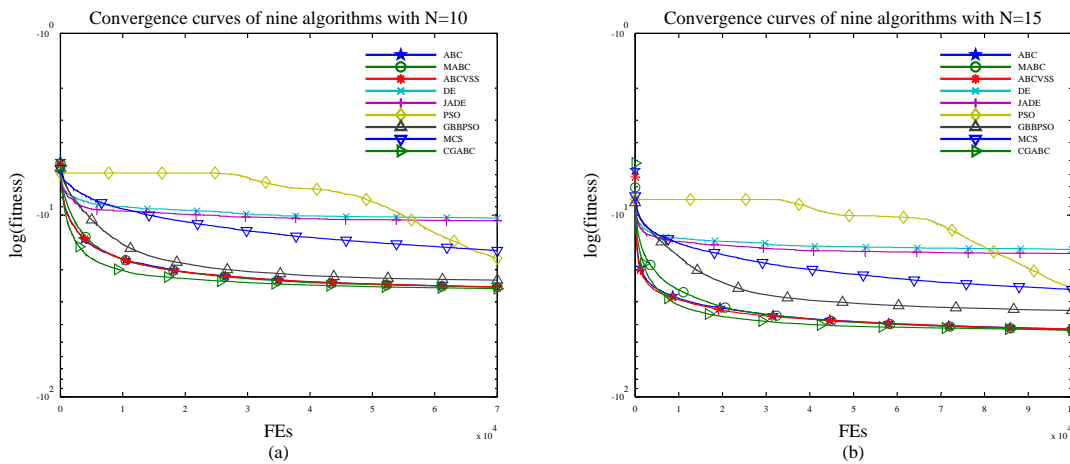 Convergence curves of nine algorithms with N=10
-10^0
-10^1
-10^2
log(fitness)
ABC
MABC
ABCVSS
DE
JADE
PSO
GBBPSO
MCS
CGABC
0 1 2 3 4 5 6 7
x 10^4
FEs
(a)
Convergence curves of nine algorithms with N=15
-10^0
-10^1
-10^2
log(fitness)
ABC
MABC
ABCVSS
DE
JADE
PSO
GBBPSO
MCS
CGABC
0 1 2 3 4 5 6 7 8 9 10
x 10^4
FEs
(b)